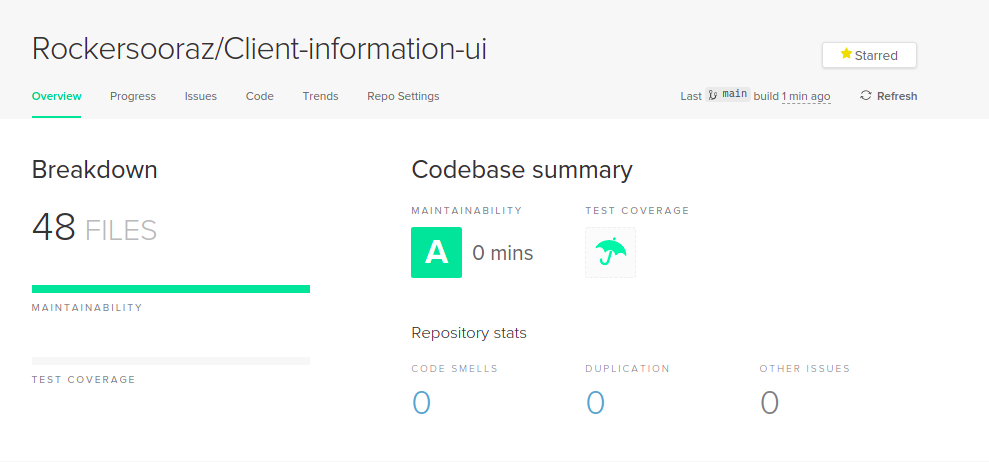 Rockersooraz/Client-information-ui
Starred
Overview Progress Issues Code Trends Repo Settings
Last main build 1 min ago Refresh
Breakdown
48 FILES
MAINTAINABILITY
TEST COVERAGE
Codebase summary
MAINTAINABILITY TEST COVERAGE
A 0 mins
Repository stats
CODE SMELLS DUPLICATION OTHER ISSUES
0 0 0